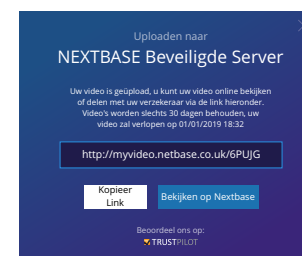 Uploaden naar
NEXTBASE Beveiligde Server
Uw video is geüpload, u kunt uw video online bekijken
of delen met uw verzekeraar via de link hieronder.
Video's worden slechts 30 dagen behouden, uw
video zal verlopen op 01/01/2019 18:32
http://myvideo.netbase.co.uk/6PUJG
Kopieer
Link
Bekijken op Nextbase
Beoordeel ons op:
TRUSTPILOT